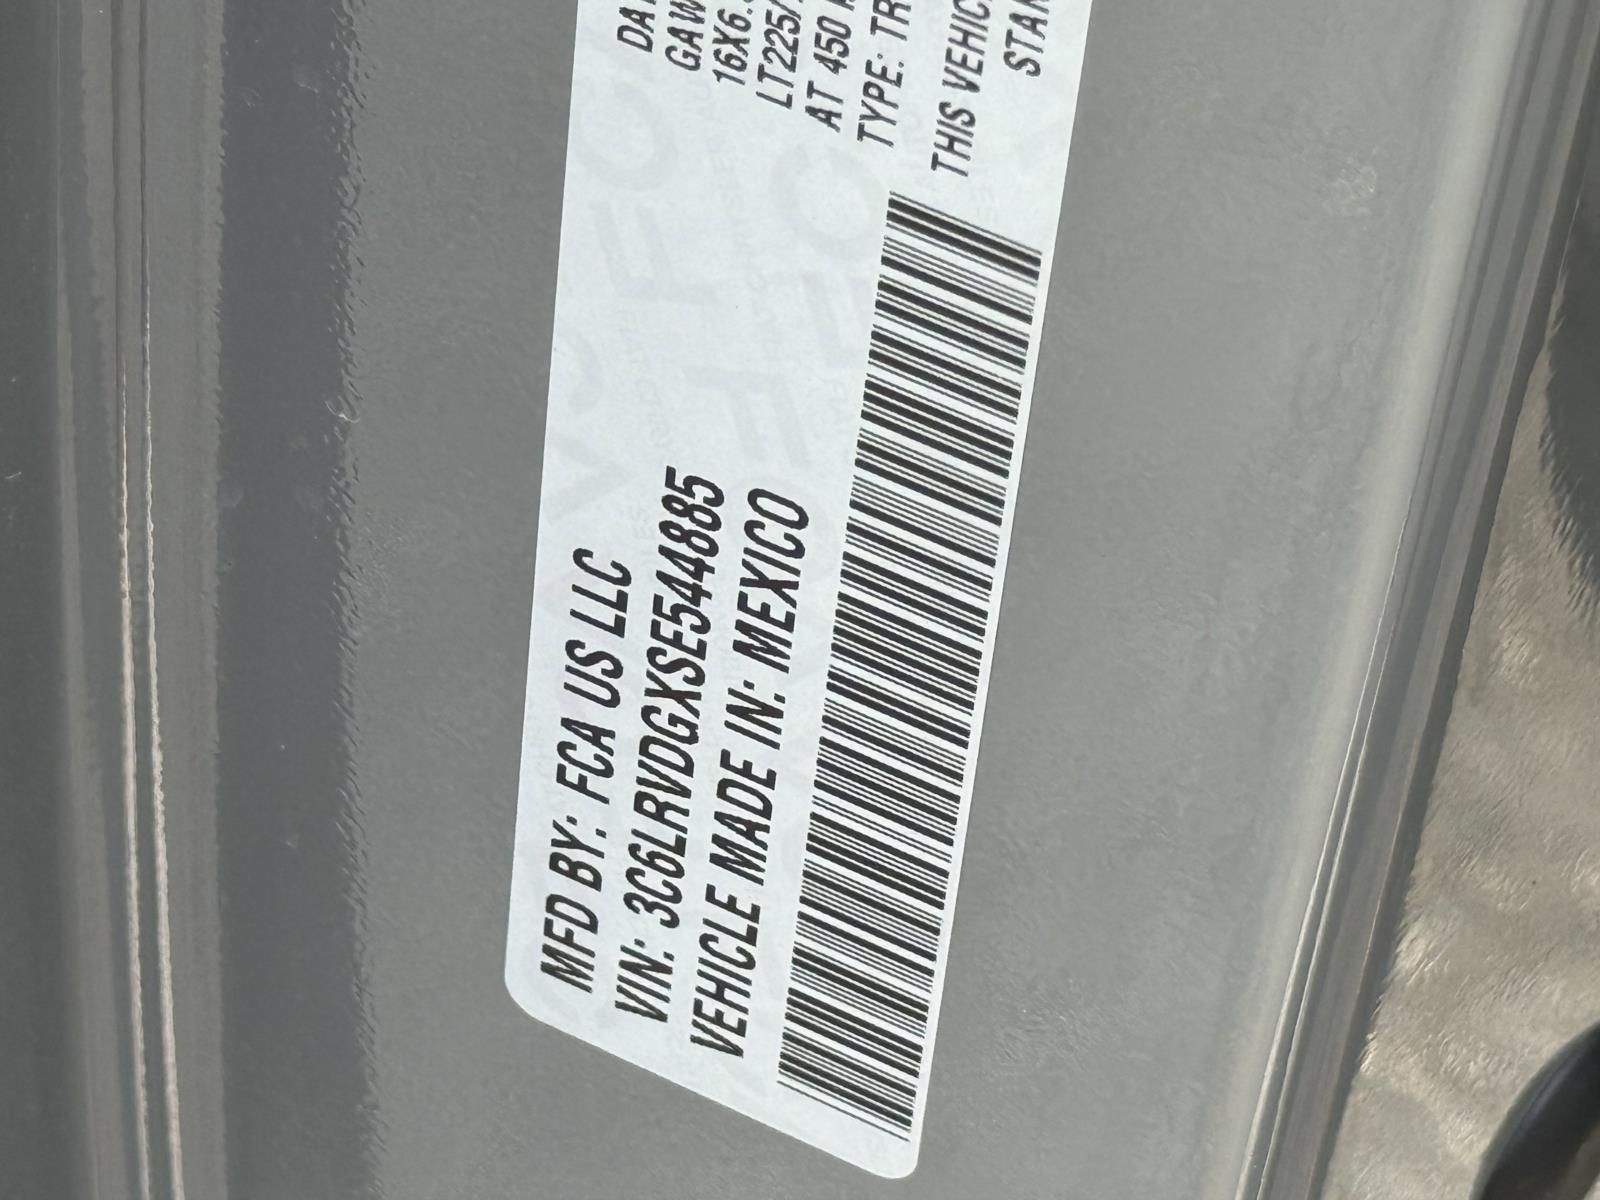 MFD BY: FCA US LLC
VIN: 3C6LRVDGXSE544885
VEHICLE MADE IN: MEXICO
GAW
16X6.
LT225/
AT 450
TYPE: TR
THIS VEHIC
STAN